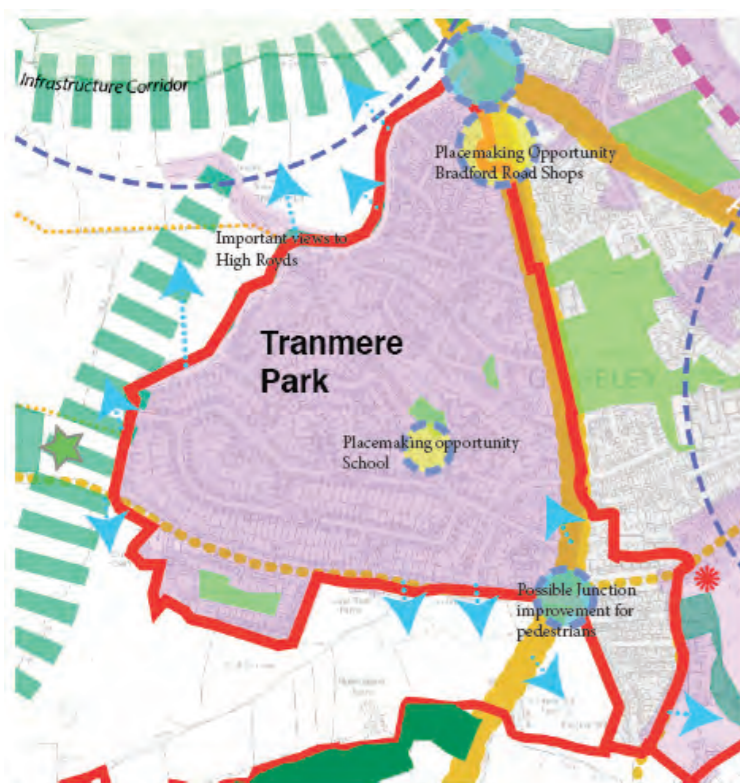 Infrastructure Corridor
Placemaking Opportunity
Bradford Road Shops
Important views to
High Royds
Tranmere
Park
Placemaking opportunity
School
Possible Junction
improvement for
pedestrians